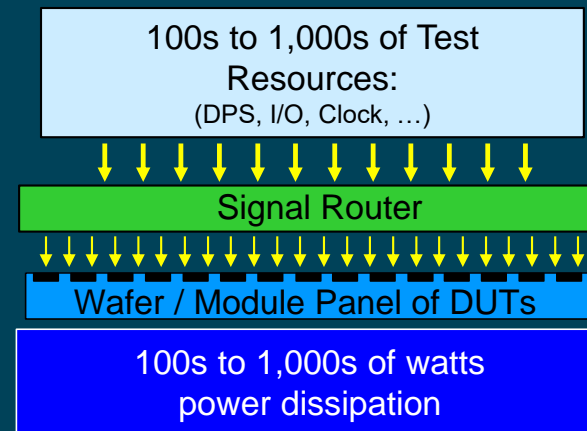 100s to 1,000s of Test
Resources:
(DPS, I/O, Clock, …)
Signal Router
Wafer / Module Panel of DUTs
100s to 1,000s of watts
power dissipation